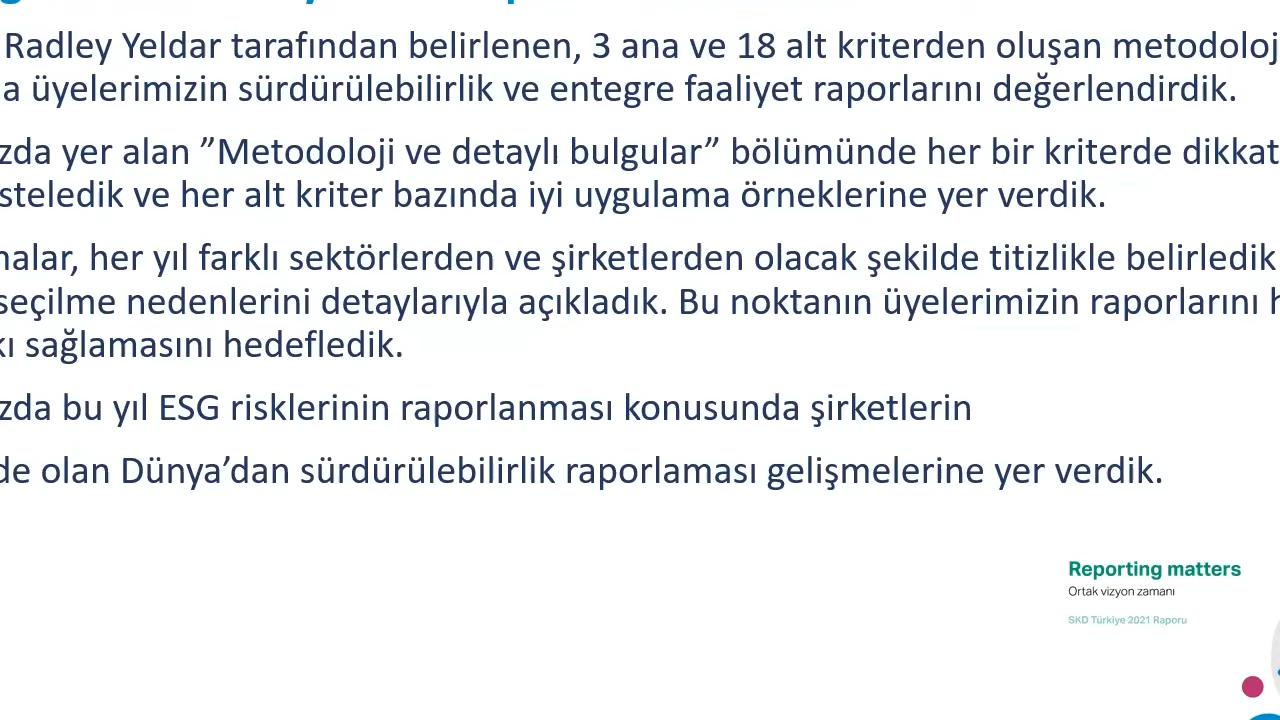 Radley Yeldar tarafından belirlenen, 3 ana ve 18 alt kriterden oluşan metodoloj
a üyelerimizin sürdürülebilirlik ve entegre faaliyet raporlarını değerlendirdik.
zda yer alan ”Metodoloji ve detaylı bulgular” bölümünde her bir kriterde dikkat
steledik ve her alt kriter bazında iyi uygulama örneklerine yer verdik.
nalar, her yıl farklı sektörlerden ve şirketlerden olacak şekilde titizlikle belirledik
seçilme nedenlerini detaylarıyla açıkladık. Bu noktanın üyelerimizin raporlarını h
kı sağlamasını hedefledik.
zda bu yıl ESG risklerinin raporlanması konusunda şirketlerin
de olan Dünya’dan sürdürülebilirlik raporlaması gelişmelerine yer verdik.
Reporting matters
Ortak vizyon zamanı
SKD Türkiye 2021 Raporu